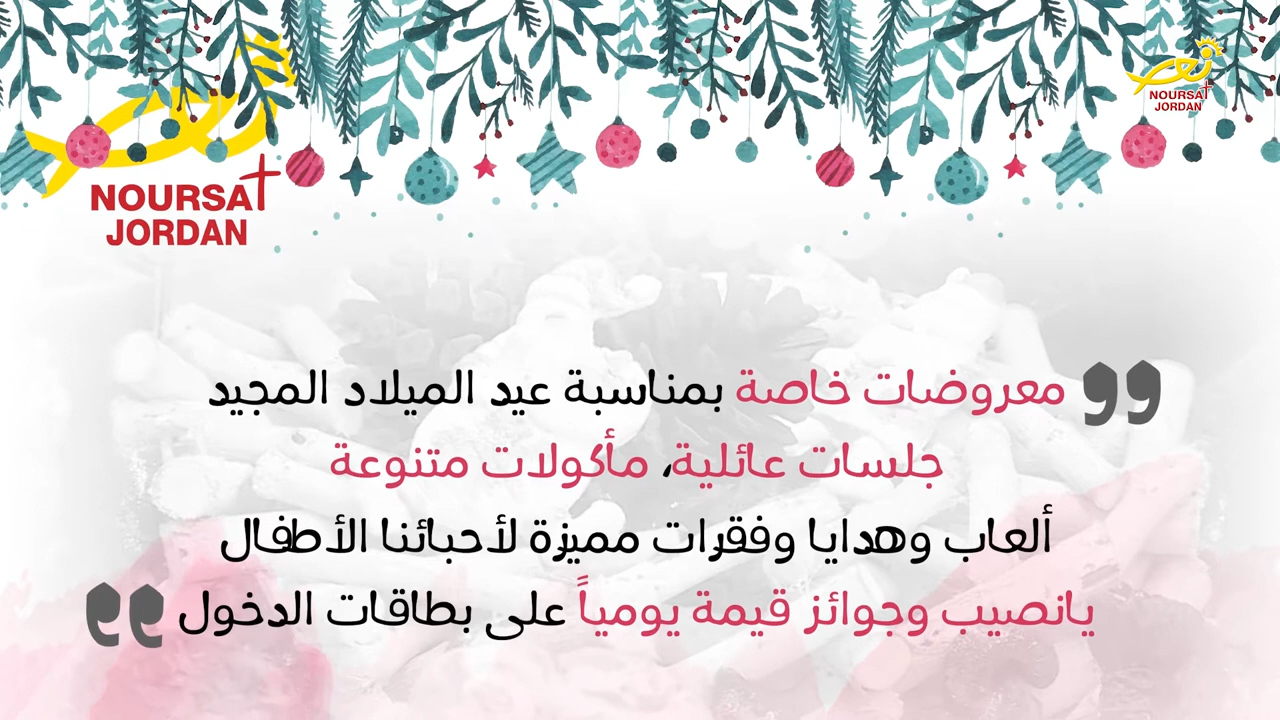 NOURSAT
JORDAN
نور
NOURSAT
JORDAN
معروضات خاصة بمناسبة عيد الميلاد المجيد
جلسات عائلية، مأكولات متنوعة
ألعاب وهدايا وفقرات مميزة لأحبائنا الأطفال
يانصيب وجوائز قيمة يومياً على بطاقات الدخول